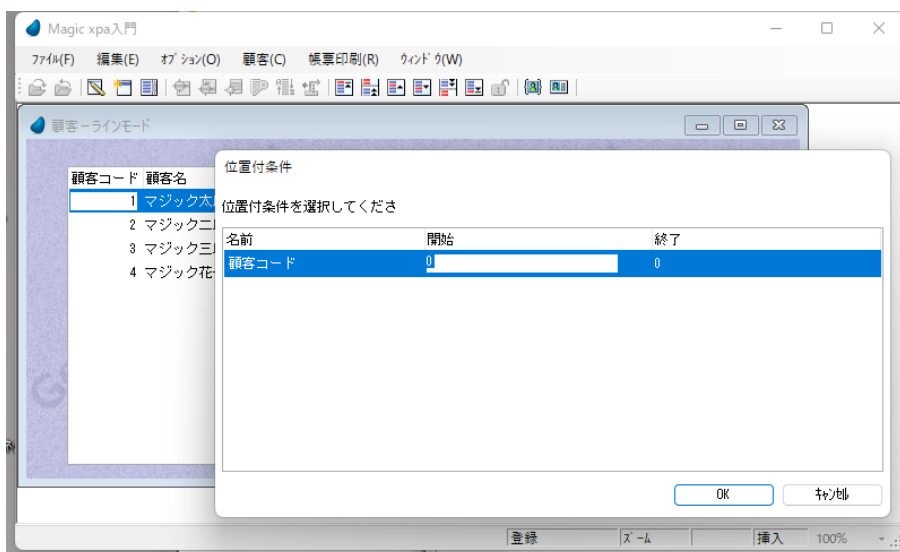 Magic xpa入門
ファイル(F) 編集(E) オプション(O) 顧客(C) 帳票印刷(R) ウィンドウ(W)
顧客－ラインモード
顧客コード 顧客名
1 マジック太
2 マジック二
3 マジック三
4 マジック花
位置付条件
位置付条件を選択してくださ
名前 開始 終了
顧客コード 0 0
OK キャンセル
登録 ズーム 挿入 100%